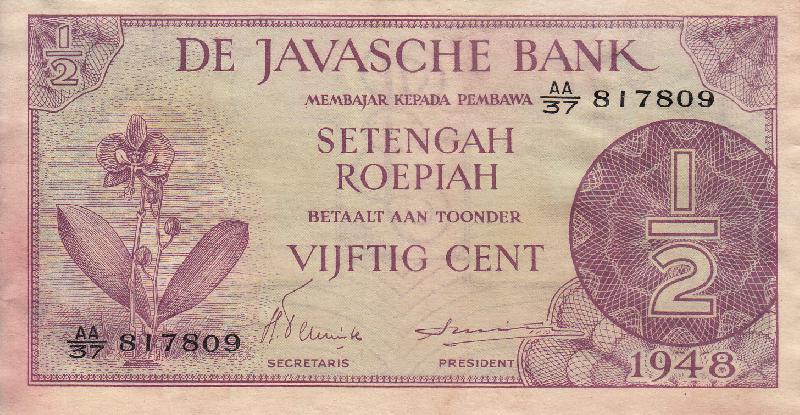 1/2
DE JAVASCHE BANK
MEMBAJAR KEPADA PEMBAWA
AA/37 817809
SETENGAH
ROEPIAH
BETAALT AAN TOONDER
VIJFTIG CENT
1/2
AA/37 817809
SECRETARIS
PRESIDENT
1948